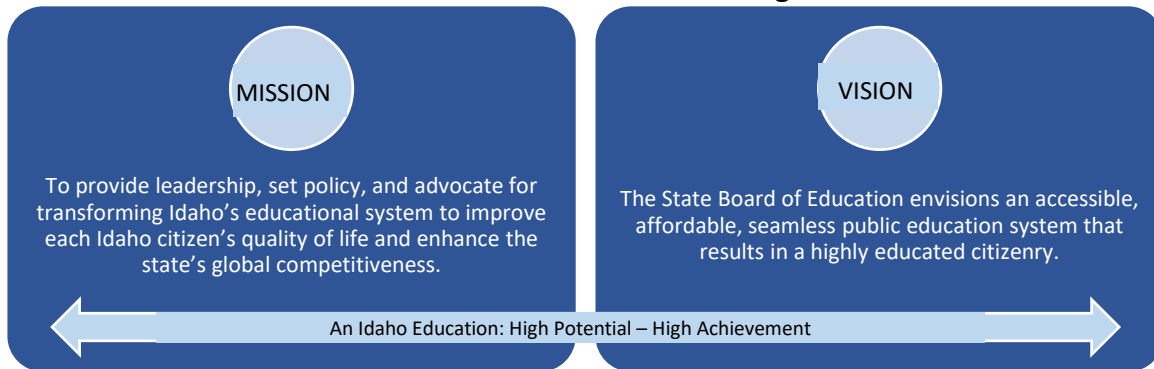 MISSION
To provide leadership, set policy, and advocate for
transforming Idaho’s educational system to improve
each Idaho citizen’s quality of life and enhance the
state’s global competitiveness.
VISION
The State Board of Education envisions an accessible,
affordable, seamless public education system that
results in a highly educated citizenry.
An Idaho Education: High Potential – High Achievement